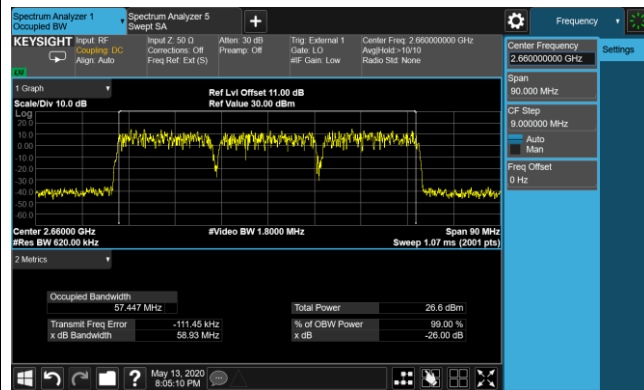 Spectrum Analyzer 1
Occupied BW
Spectrum Analyzer 5
Swept SA
Frequency
KEYSIGHT
Input: RF
Coupling: DC
Align: Auto
Input Z: 50 Ω
Corrections: Off
Freq Ref: Ext (S)
Atten: 30 dB
Preamp: Off
Trig: External 1
Gate: LO
#IF Gain: Low
Center Freq: 2.660000000 GHz
Avg|Hold:>10/10
Radio Std: None
Center Frequency
2.660000000 GHz
Settings
Span
90.000 MHz
CF Step
9.000000 MHz
Auto
Man
Freq Offset
0 Hz
1 Graph
Scale/Div 10.0 dB
Ref Lvl Offset 11.00 dB
Ref Value 30.00 dBm
Log
20.0
10.0
0.00
-10.0
-20.0
-30.0
-40.0
-50.0
-60.0
Center 2.66000 GHz
#Res BW 620.00 kHz
#Video BW 1.8000 MHz
Span 90 MHz
Sweep 1.07 ms (2001 pts)
2 Metrics
Occupied Bandwidth
57.447 MHz
Total Power 26.6 dBm
Transmit Freq Error -111.45 kHz
% of OBW Power 99.00 %
x dB Bandwidth 58.93 MHz
x dB -26.00 dB
?
May 13, 2020
8:05:10 PM